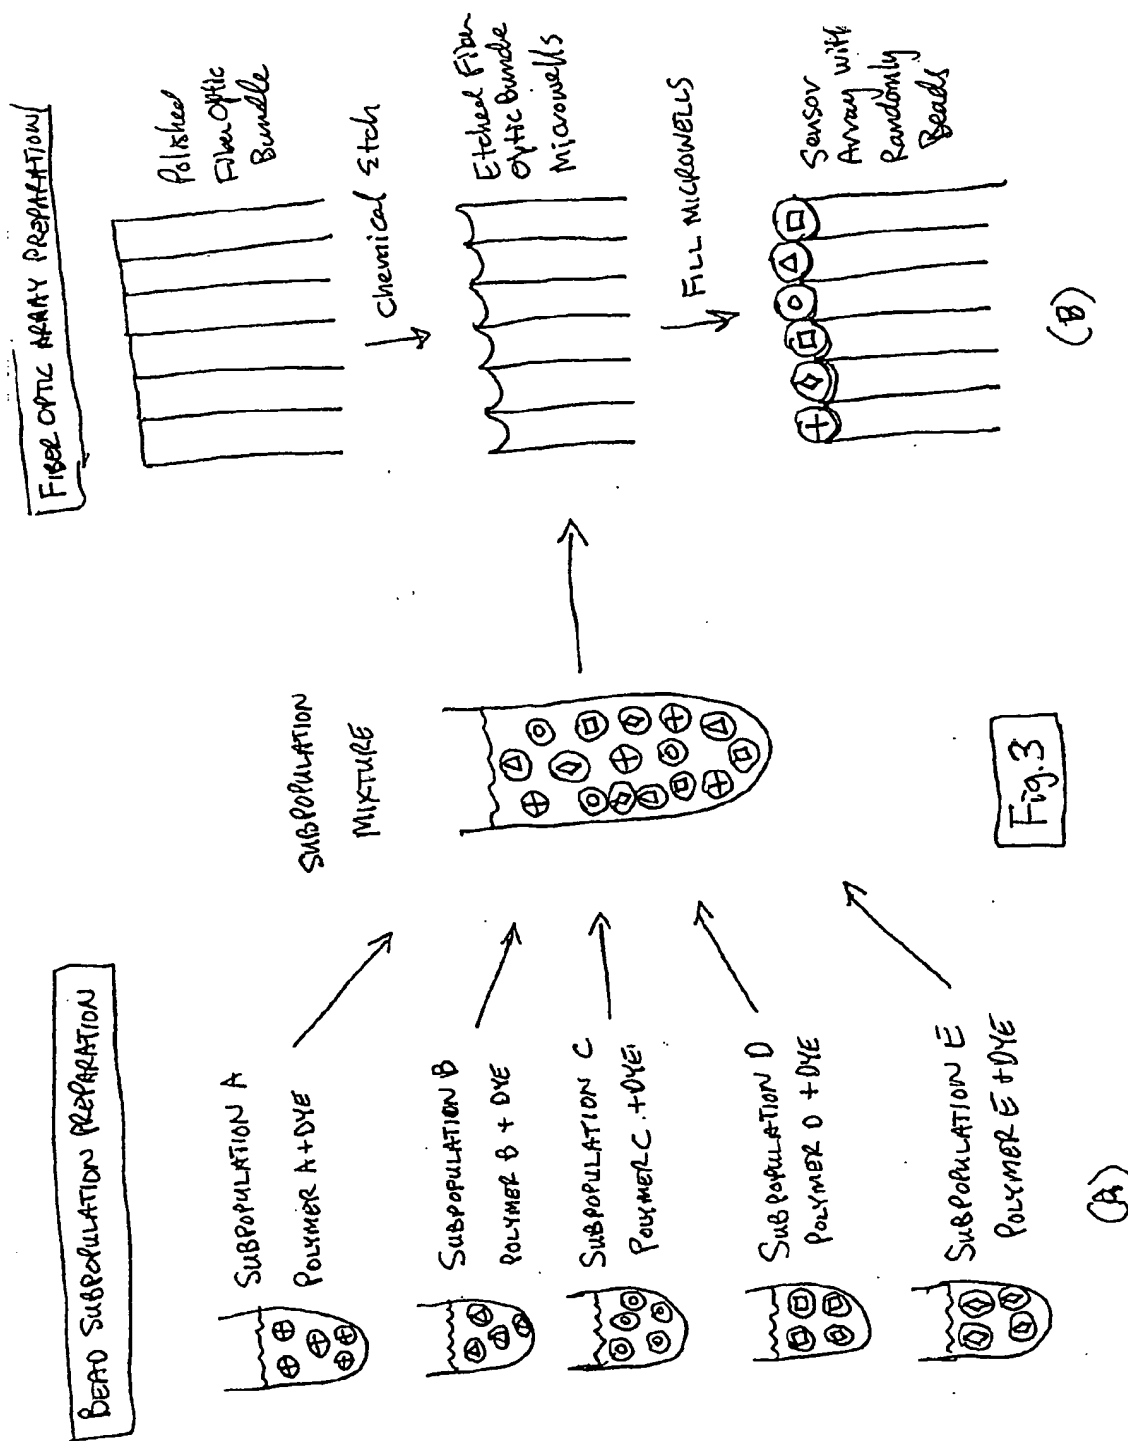 BEAD SUBPOPULATION PREPARATION
SUBPOPULATION A
POLYMER A + DYE
SUBPOPULATION B
POLYMER B + DYE
SUBPOPULATION C
POLYMER C. + DYE
SUBPOPULATION D
POLYMER D + DYE
SUBPOPULATION E
POLYMER E + DYE
(A)
SUBPOPULATION
MIXTURE
Fig.3
FIBER OPTIC ARRAY PREPARATION
Polished
Fiber Optic
Bundle
Chemical Etch
Etched Fiber
Optic Bundle
Microwells
FILL MICROWELLS
Sensor
Array with
Randomly
Beads
(B)